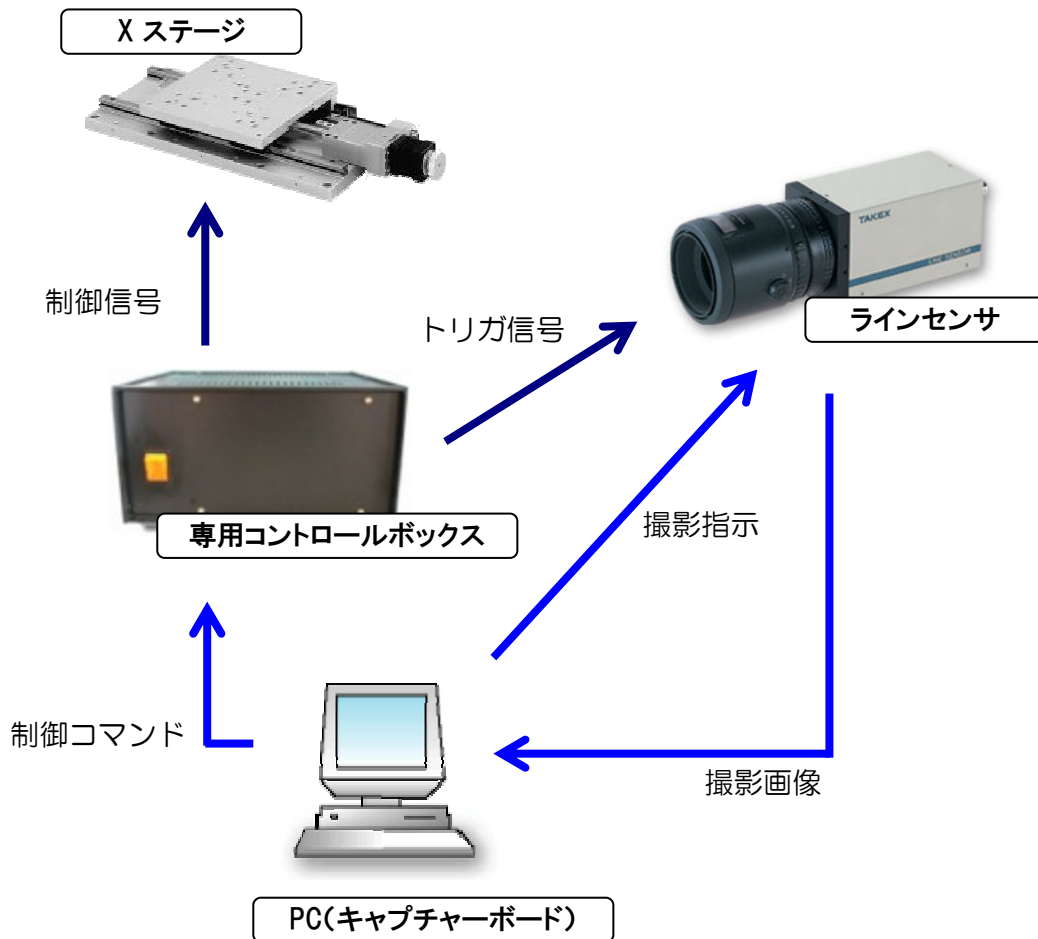 X ステージ
TAKEX
LINE SENSOR
ラインセンサ
制御信号
トリガ信号
専用コントロールボックス
撮影指示
制御コマンド
撮影画像
PC(キャプチャーボード)